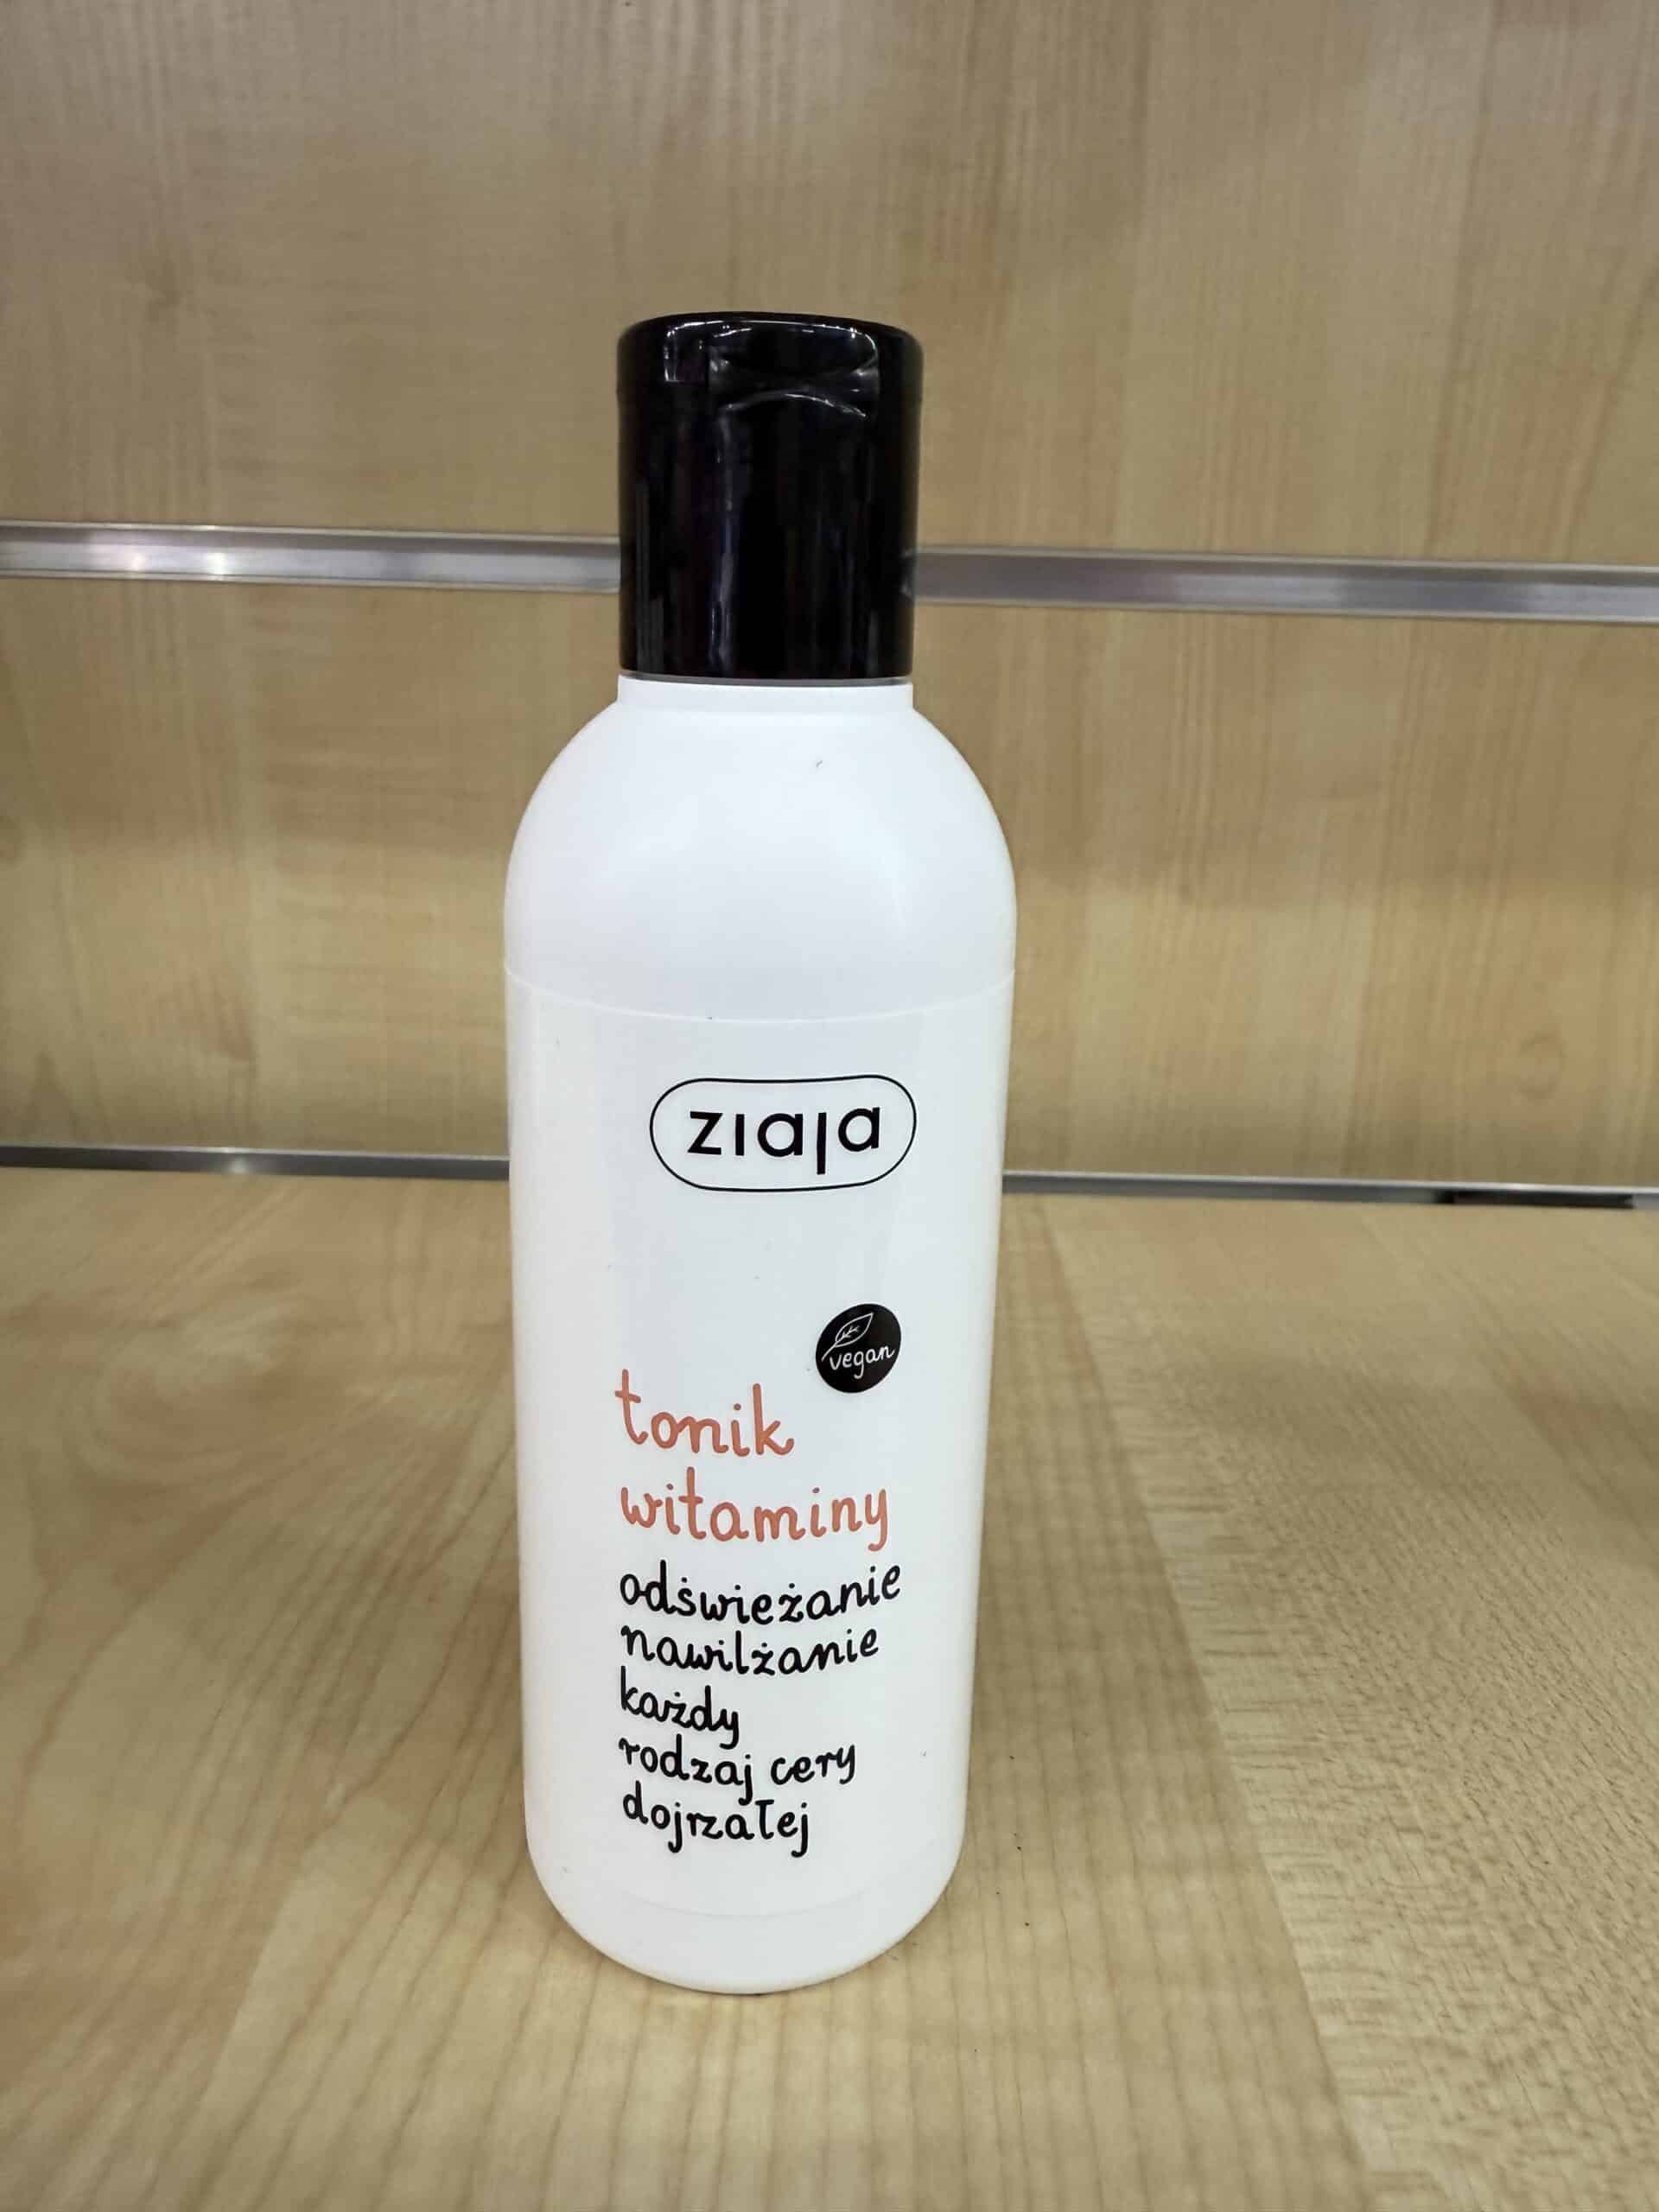 ziaja
vegan
tonik
witaminy
odświeżanie
nawilżanie
każdy
rodzaj cery
dojrzałej